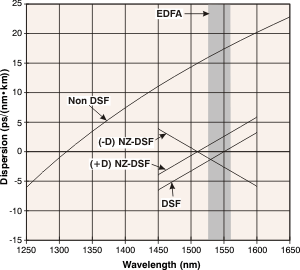 EDFA
25
20
15
10
5
0
-5
-10
-15
Dispersion (ps/(nm•km))
Non DSF
(-D) NZ-DSF
(+D) NZ-DSF
DSF
1250 1300 1350 1400 1450 1500 1550 1600 1650
Wavelength (nm)